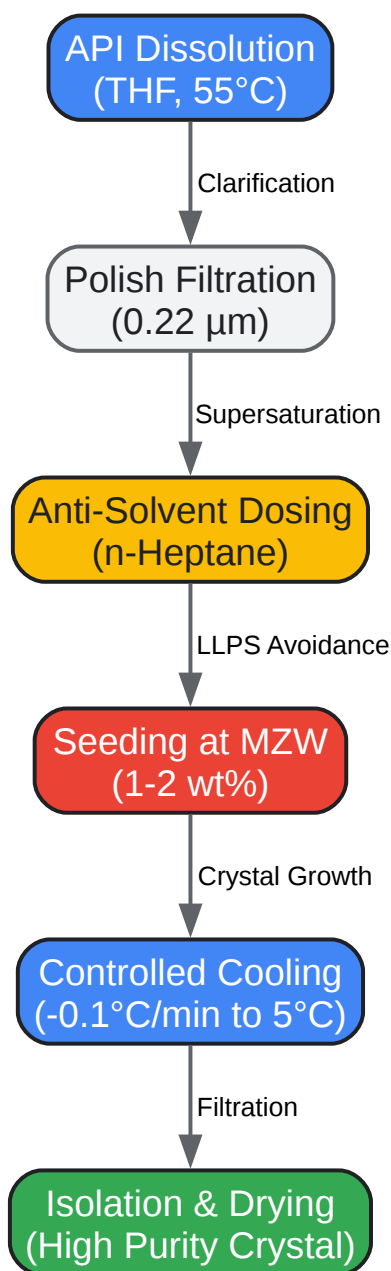 API Dissolution
(THF, 55°C)
Clarification
Polish Filtration
(0.22 µm)
Supersaturation
Anti-Solvent Dosing
(n-Heptane)
LLPS Avoidance
Seeding at MZW
(1-2 wt%)
Crystal Growth
Controlled Cooling
(-0.1°C/min to 5°C)
Filtration
Isolation & Drying
(High Purity Crystal)